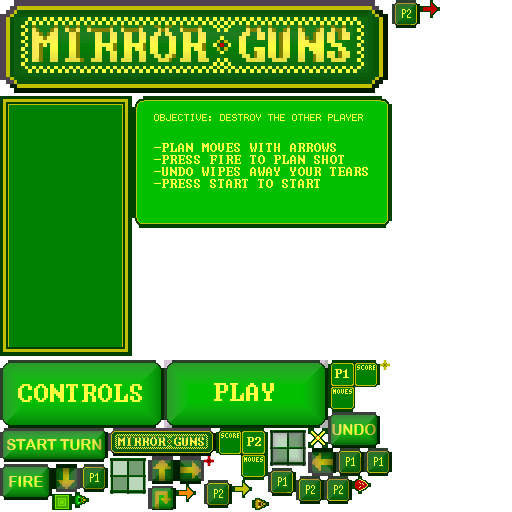 MIRROR GUNS
P2
OBJECTIVE: DESTROY THE OTHER PLAYER
-PLAN MOVES WITH ARROWS
-PRESS FIRE TO PLAN SHOT
-UNDO WIPES AWAY YOUR TEARS
-PRESS START TO START
CONTROLS
PLAY
P1
SCORE
MOVES
UNDO
START TURN
MIRROR GUNS
SCORE
P2
MOVES
FIRE
P1
P1
P1
P2
P1
P2
P2